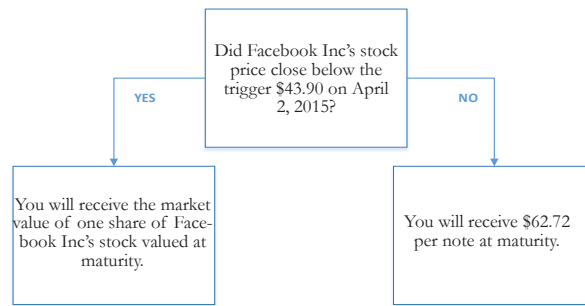 Did Facebook Inc's stock
price close below the
trigger $43.90 on April
2, 2015?
YES
NO
You will receive the market
value of one share of Face-
book Inc's stock valued at
maturity.
You will receive $62.72
per note at maturity.